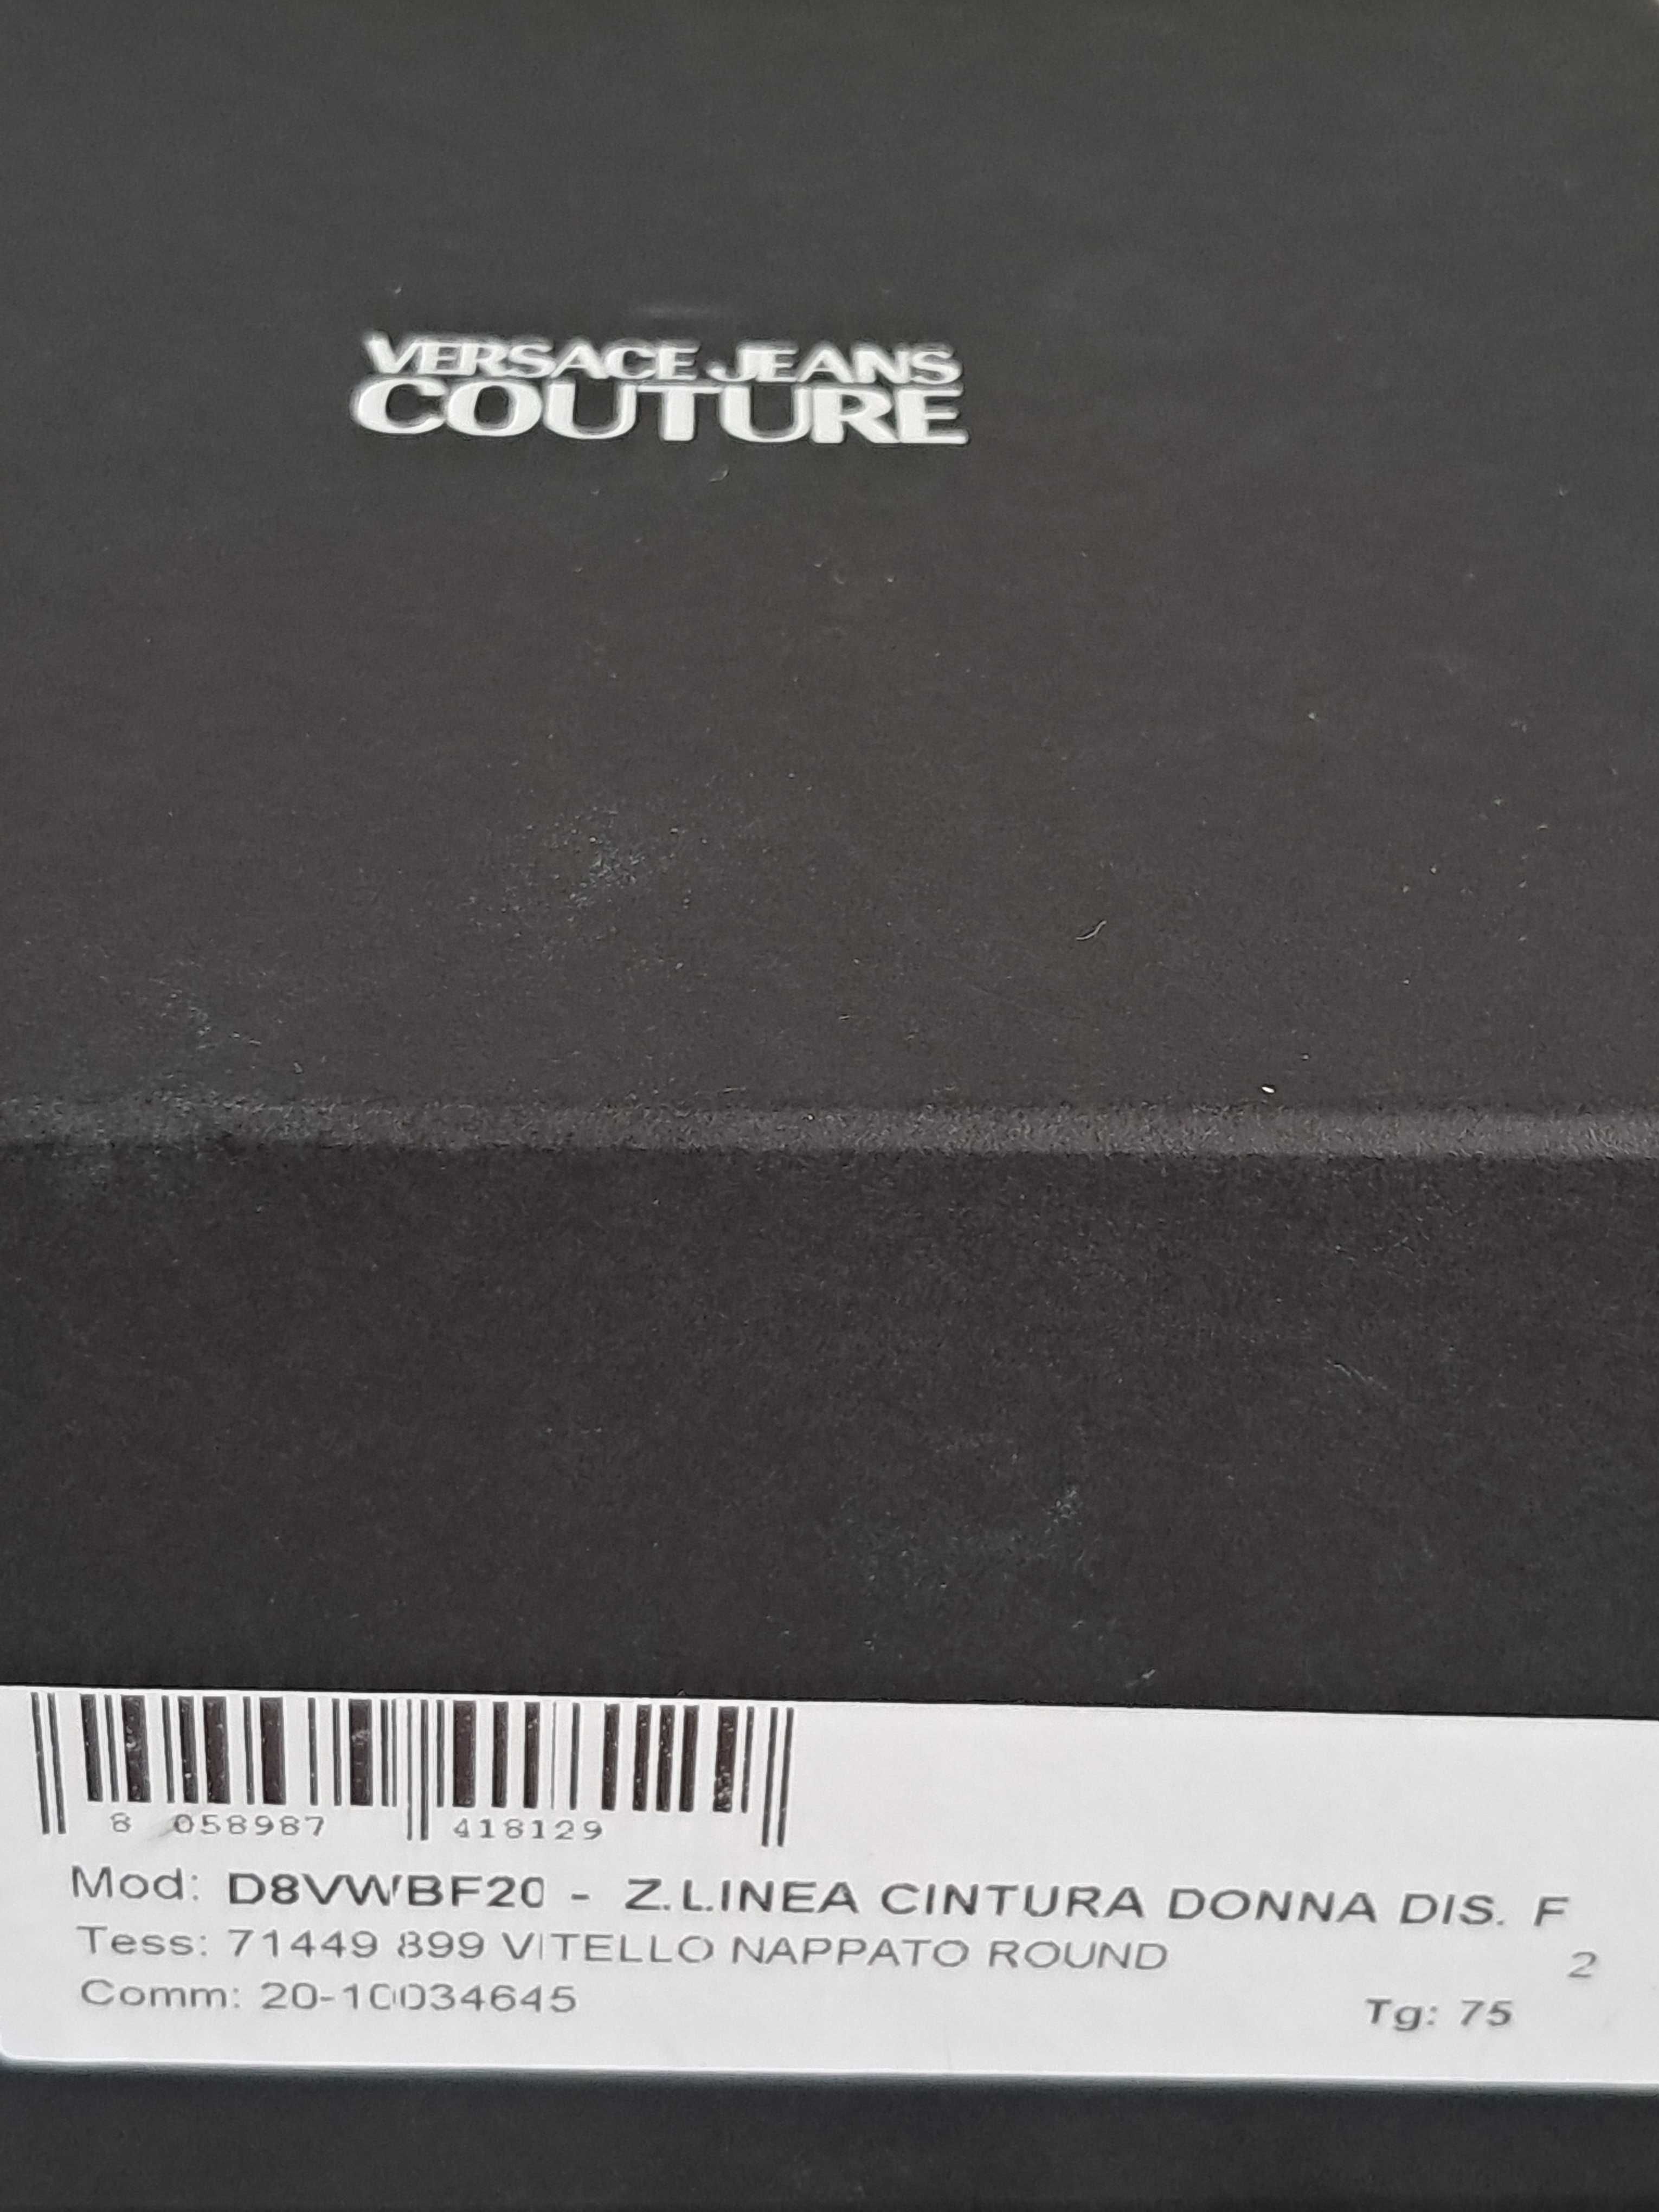 VERSACE JEANS
COUTURE
8 058987 418129
Mod: D8VWBF20 - Z.LINEA CINTURA DONNA DIS. F
2
Tess: 71449 899 VITELLO NAPPATO ROUND
Comm: 20-10034645
Tg: 75